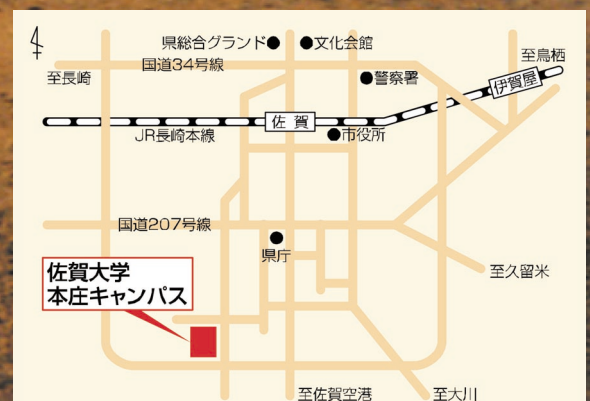 県総合グランド●
●文化会館
至鳥栖
国道34号線
至長崎
●警察署
伊賀屋
佐賀
JR長崎本線
●市役所
国道207号線
県庁
佐賀大学
本庄キャンパス
至久留米
至佐賀空港
至大川